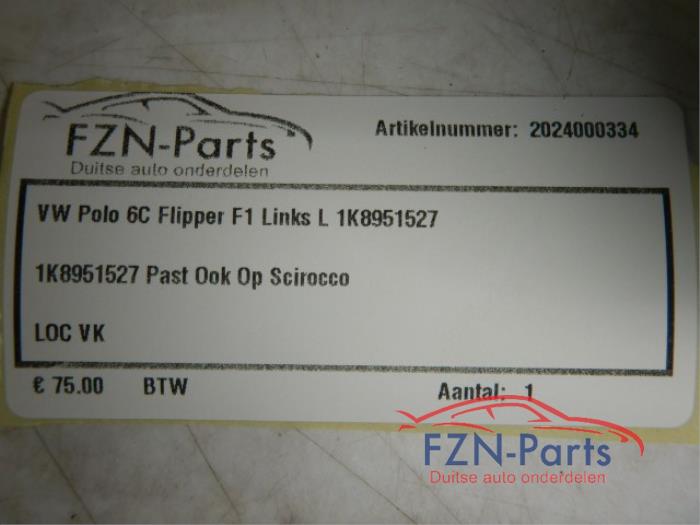 FZN-Parts
Duitse auto onderdelen
Artikelnummer: 2024000334
VW Polo 6C Flipper F1 Links L 1K8951527
1K8951527 Past Ook Op Scirocco
LOC VK
€ 75.00 BTW Aantal: 1
FZN-Parts
Duitse auto onderdelen